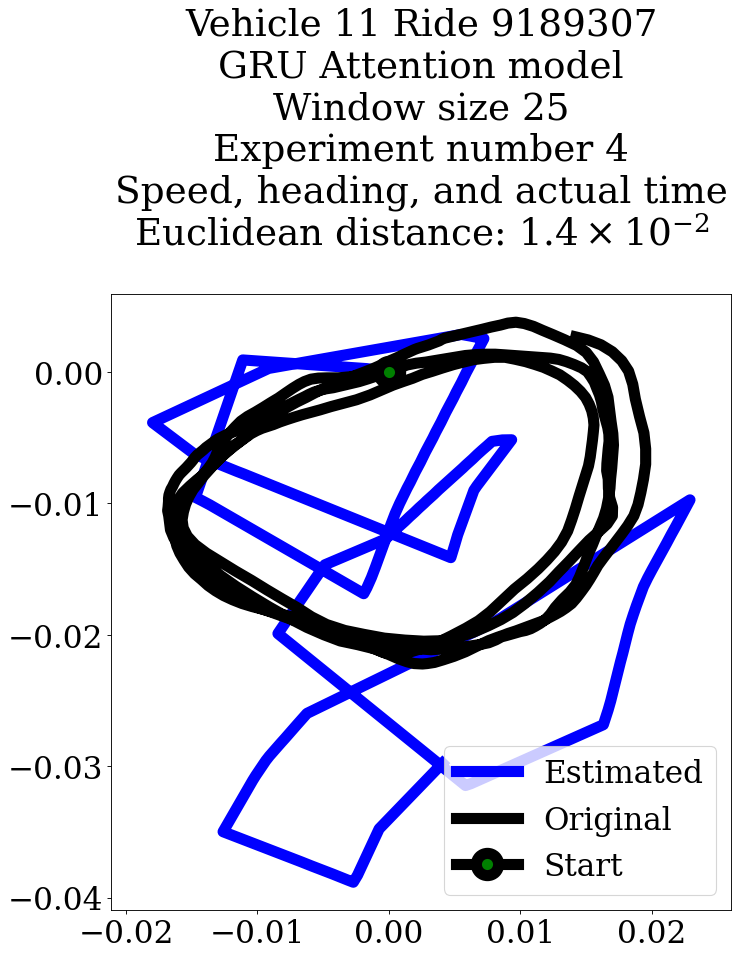 Vehicle 11 Ride 9189307
GRU Attention model
Window size 25
Experiment number 4
Speed, heading, and actual time
Euclidean distance: 1.4 × 10⁻²
0.00
−0.01
−0.02
−0.03
−0.04
Estimated
Original
Start
−0.02 −0.01 0.00 0.01 0.02